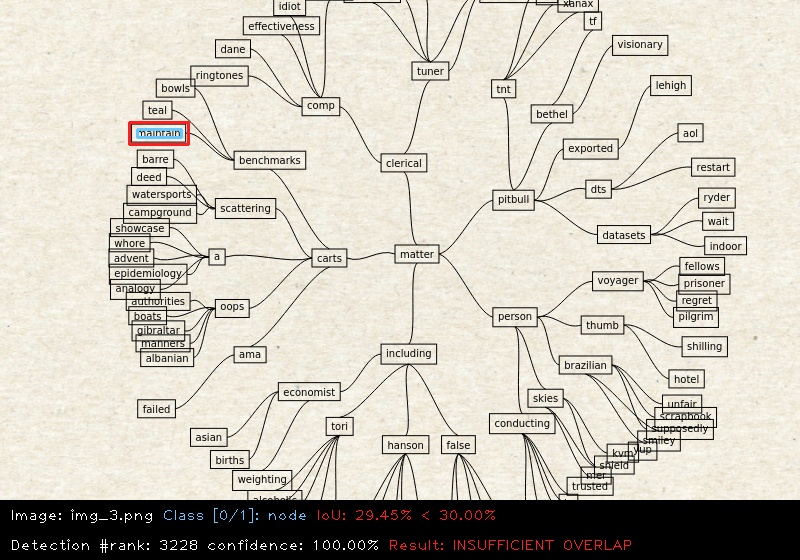 idiot
xanax
effectiveness
tf
dane
visionary
tuner
ringtones
bowls
tnt
lehigh
comp
teal
bethel
maintain
aol
exported
barre
benchmarks
clerical
restart
deed
dts
watersports
pitbull
ryder
campground
scattering
wait
showcase
datasets
whore
indoor
advent
a
carts
matter
epidemiology
fellows
voyager
prisoner
analogy
authorities
regret
oops
boats
person
pilgrim
gibraltar
thumb
manners
shilling
albanian
ama
including
brazilian
hotel
economist
failed
skies
unfair
scrapbook
tori
conducting
supposedly
asian
hanson
false
smiley
yup
births
kvm
shield
weighting
mer
trusted
alcoholic
Image: img_3.png Class [0/1]: node IoU: 29.45% < 30.00%
Detection #rank: 3228 confidence: 100.00% Result: INSUFFICIENT OVERLAP